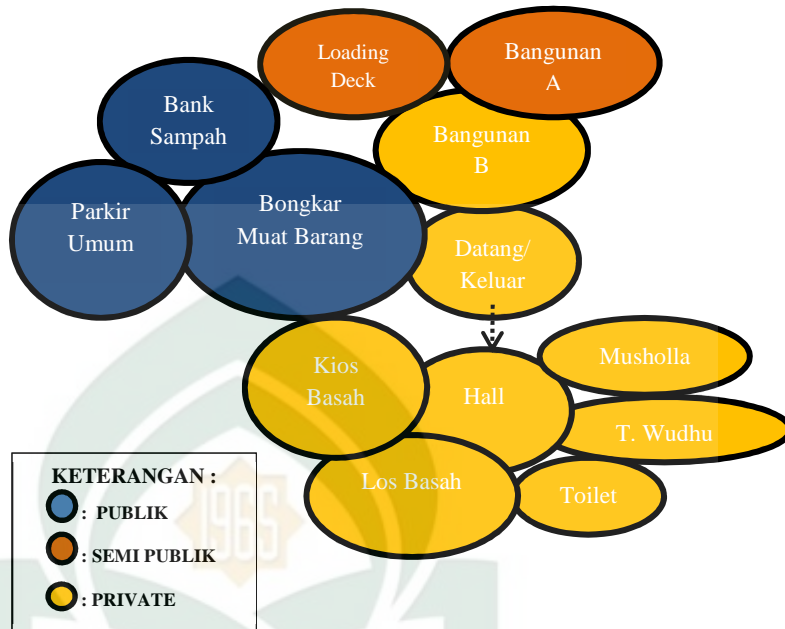 Loading
Deck
Bangunan
A
Bank
Sampah
Bangunan
B
Parkir
Umum
Bongkar
Muat Barang
Datang/
Keluar
Kios
Basah
Hall
Musholla
T. Wudhu
Los Basah
Toilet
KETERANGAN :
: PUBLIK
: SEMI PUBLIK
: PRIVATE
1965